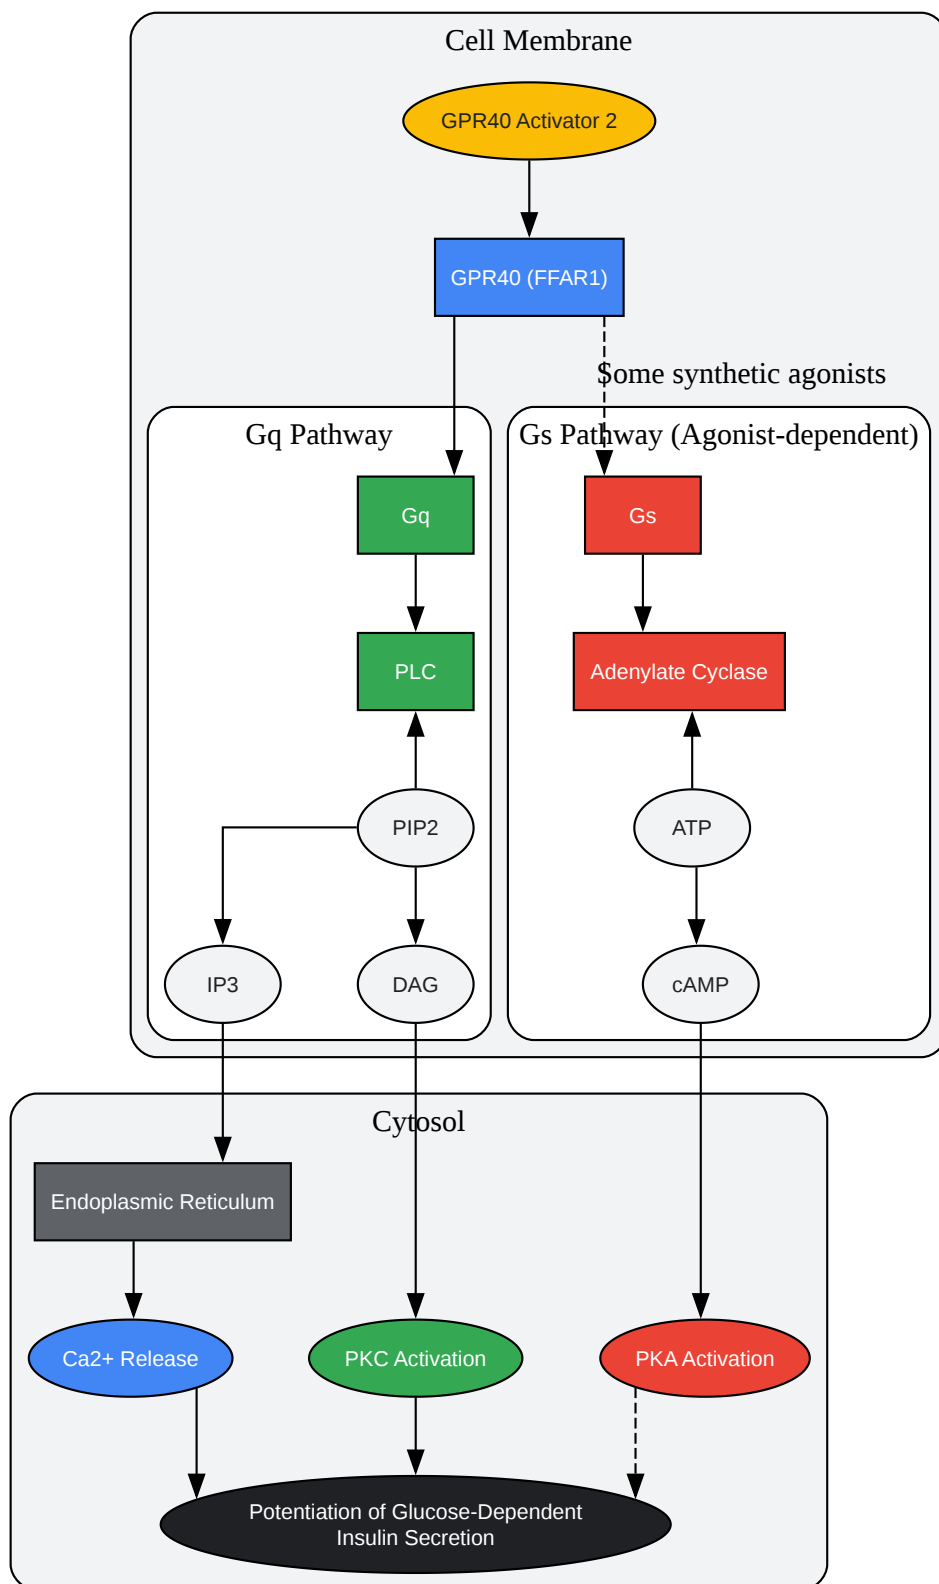 Cell Membrane
GPR40 Activator 2
GPR40 (FFAR1)
Some synthetic agonists
Gq Pathway
Gs Pathway (Agonist-dependent)
Gq
Gs
PLC
Adenylate Cyclase
PIP2
ATP
IP3
DAG
cAMP
Cytosol
Endoplasmic Reticulum
Ca2+ Release
PKC Activation
PKA Activation
Potentiation of Glucose-Dependent
Insulin Secretion